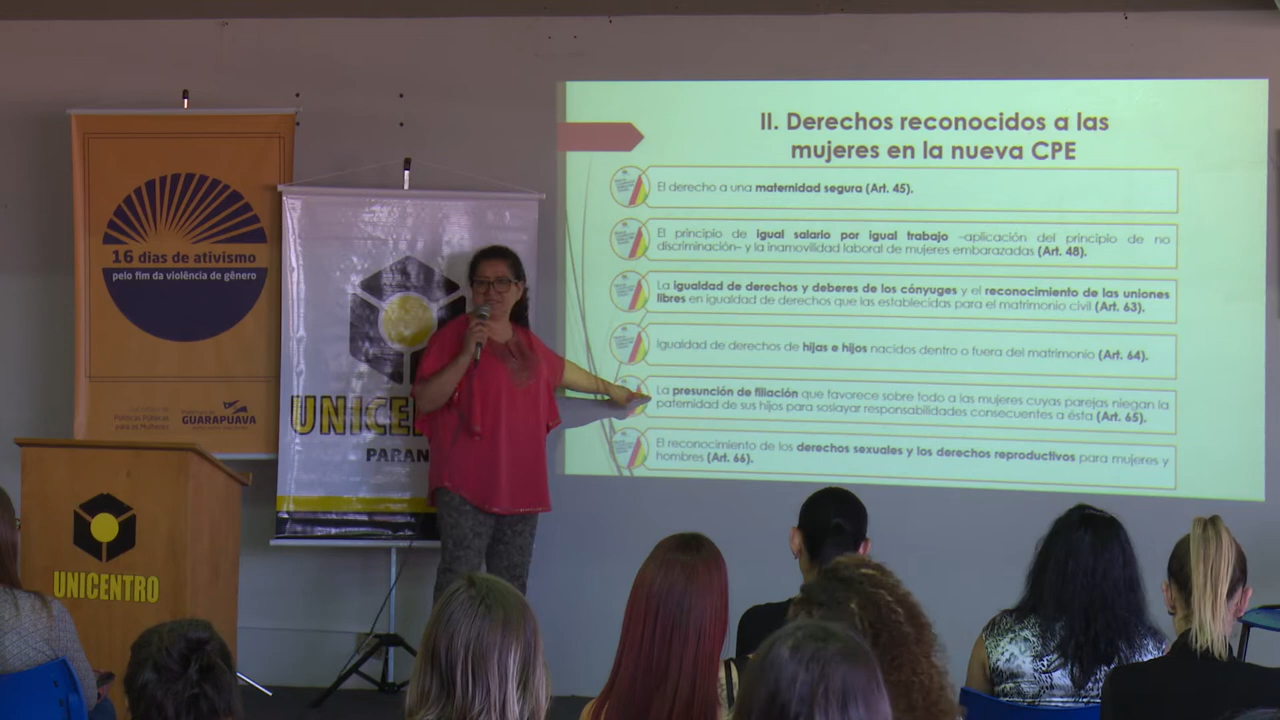 16 dias de ativismo
pelo fim da violência de gênero
Políticas Públicas
para as Mulheres
GUARAPUAVA
UNICE
PARAN
UNICENTRO
II. Derechos reconocidos a las
mujeres en la nueva CPE
El derecho a una maternidad segura (Art. 45).
El principio de igual salario por igual trabajo –aplicación del principio de no
discriminación– y la inamovilidad laboral de mujeres embarazadas (Art. 48).
La igualdad de derechos y deberes de los cónyuges y el reconocimiento de las uniones
libres en igualdad de derechos que las establecidas para el matrimonio civil (Art. 63).
Igualdad de derechos de hijas e hijos nacidos dentro o fuera del matrimonio (Art. 64).
La presunción de filiación que favorece sobre todo a las mujeres cuyas parejas niegan la
paternidad de sus hijos para soslayar responsabilidades consecuentes a ésta (Art. 65).
El reconocimiento de los derechos sexuales y los derechos reproductivos para mujeres y
hombres (Art. 66).